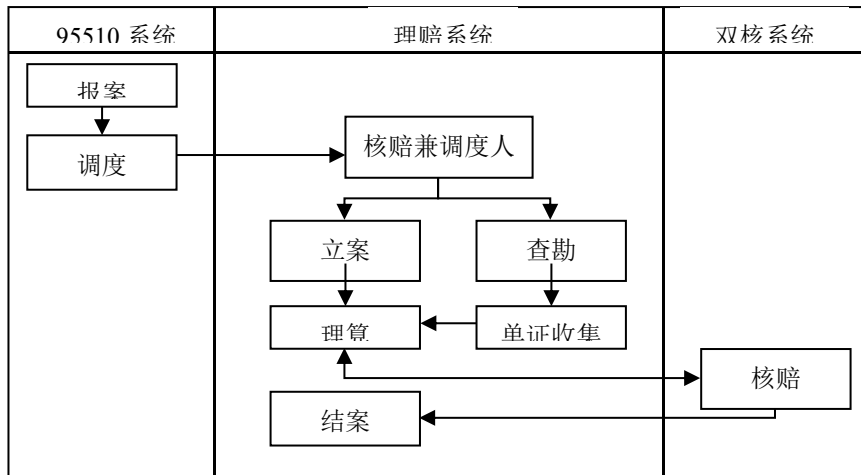 95510 系统
理赔系统
双核系统
报案
调度
核赔兼调度人
立案
查勘
理算
单证收集
核赔
结案